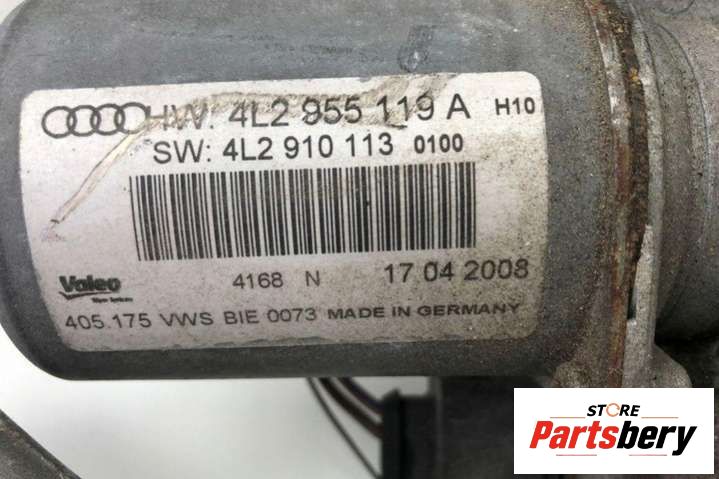 HW: 4L2 955 119 A H10
SW: 4L2 910 113 0100
Valeo
4168 N 17 04 2008
405.175 VWS BIE 0073 MADE IN GERMANY
STORE
Partsbery